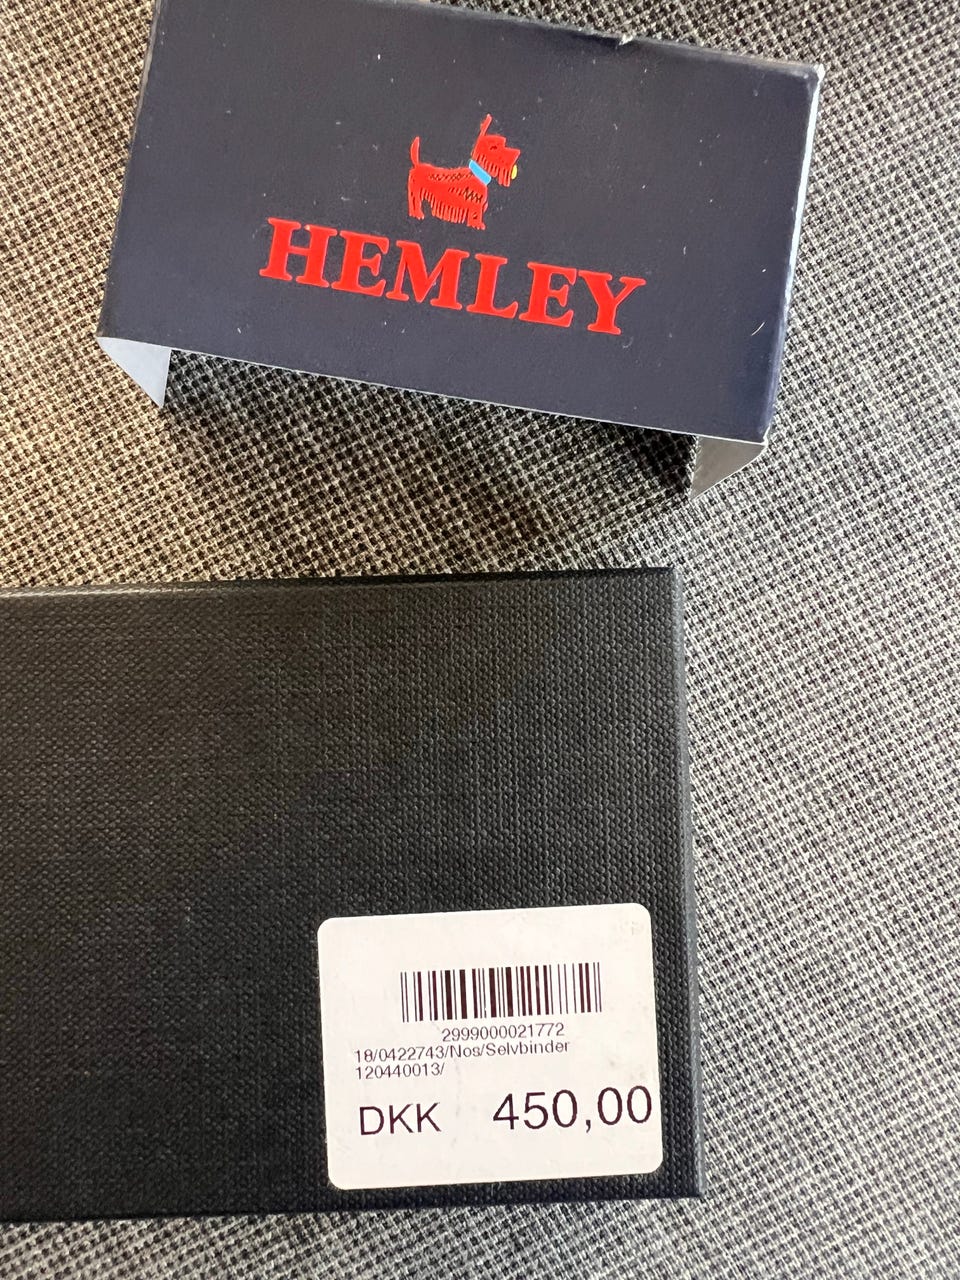 HEMLEY
2999000021772
18/0422743/Nos/Selvbinder
120440013/
DKK 450,00